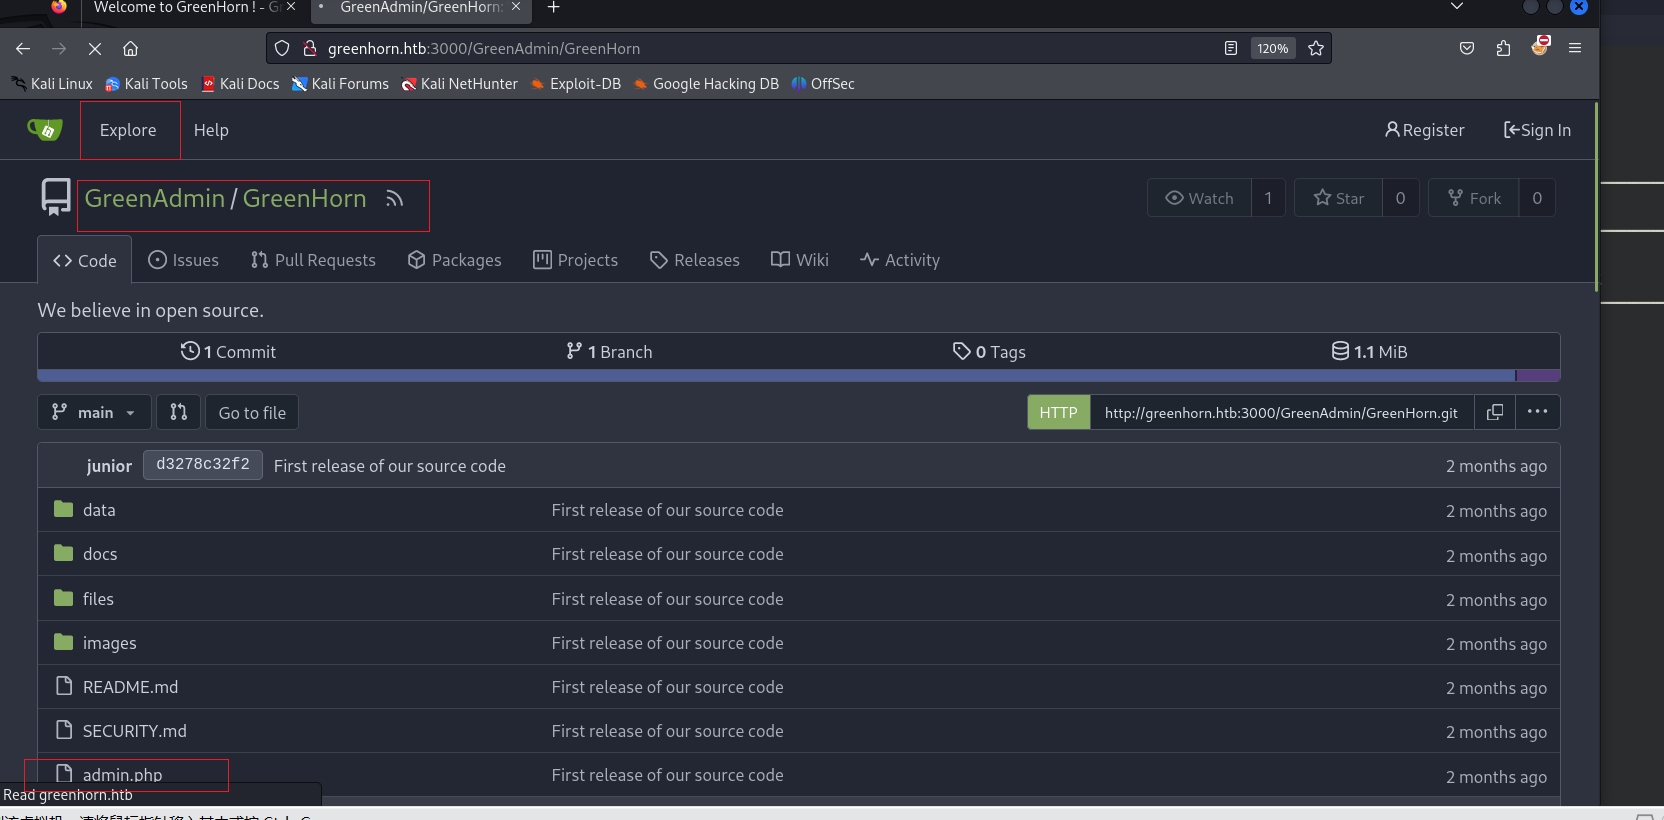 Welcome to GreenHorn ! - Gr
GreenAdmin/GreenHorn:
greenhorn.htb:3000/GreenAdmin/GreenHorn 120%
Kali Linux Kali Tools Kali Docs Kali Forums Kali NetHunter Exploit-DB Google Hacking DB OffSec
Explore Help Register Sign In
GreenAdmin / GreenHorn Watch 1 Star 0 Fork 0
Code Issues Pull Requests Packages Projects Releases Wiki Activity
We believe in open source.
1 Commit 1 Branch 0 Tags 1.1 MiB
main Go to file HTTP http://greenhorn.htb:3000/GreenAdmin/GreenHorn.git ···
junior d3278c32f2 First release of our source code 2 months ago
data First release of our source code 2 months ago
docs First release of our source code 2 months ago
files First release of our source code 2 months ago
images First release of our source code 2 months ago
README.md First release of our source code 2 months ago
SECURITY.md First release of our source code 2 months ago
admin.php First release of our source code 2 months ago
Read greenhorn.htb